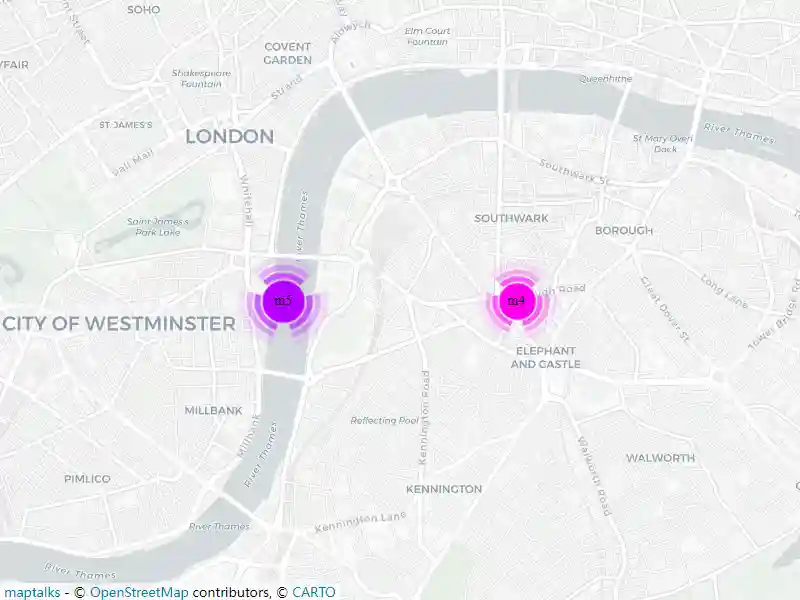 SOHO
Elm Court
Fountain
COVENT
GARDEN
Aldwych
Strand
Shakespeare
Fountain
Queenhithe
ST JAMES'S
LONDON
Pall Mall
St Mary Overi
Dock
River Thames
Southwark St
Whitehall
River Thames
Saint James's
Park Lake
SOUTHWARK
BOROUGH
m5
m4
Road
Great Dover St
Long Lane
Tower Bridge Rd
CITY OF WESTMINSTER
ELEPHANT
AND CASTLE
MILLBANK
Millbank
Kennington Road
Reflecting Pool
River Thames
Walworth Road
WALWORTH
PIMLICO
KENNINGTON
River Thames
Kennington Lane
River Thames
maptalks - © OpenStreetMap contributors, © CARTO